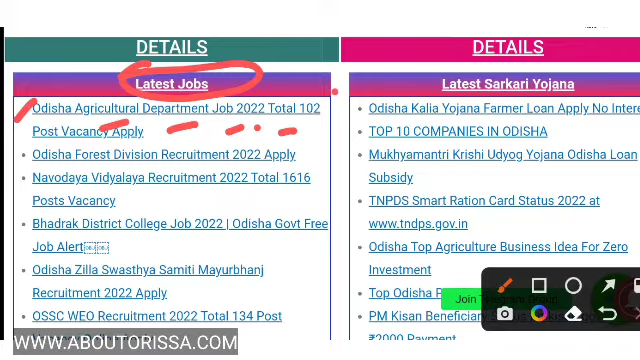 DETAILS
Latest Jobs
Odisha Agricultural Department Job 2022 Total 102
Post Vacancy Apply
Odisha Forest Division Recruitment 2022 Apply
Navodaya Vidyalaya Recruitment 2022 Total 1616
Posts Vacancy
Bhadrak District College Job 2022 | Odisha Govt Free
Job Alert
Odisha Zilla Swasthya Samiti Mayurbhanj
Recruitment 2022 Apply
OSSC WEO Recruitment 2022 Total 134 Post
WWW.ABOUTORISSA.COM
DETAILS
Latest Sarkari Yojana
Odisha Kalia Yojana Farmer Loan Apply No Intere
TOP 10 COMPANIES IN ODISHA
Mukhyamantri Krishi Udyog Yojana Odisha Loan
Subsidy
TNPDS Smart Ration Card Status 2022 at
www.tndps.gov.in
Odisha Top Agriculture Business Idea For Zero
Investment
Top Odisha
Join Telegram Group
PM Kisan Beneficiary
₹2000 Payment